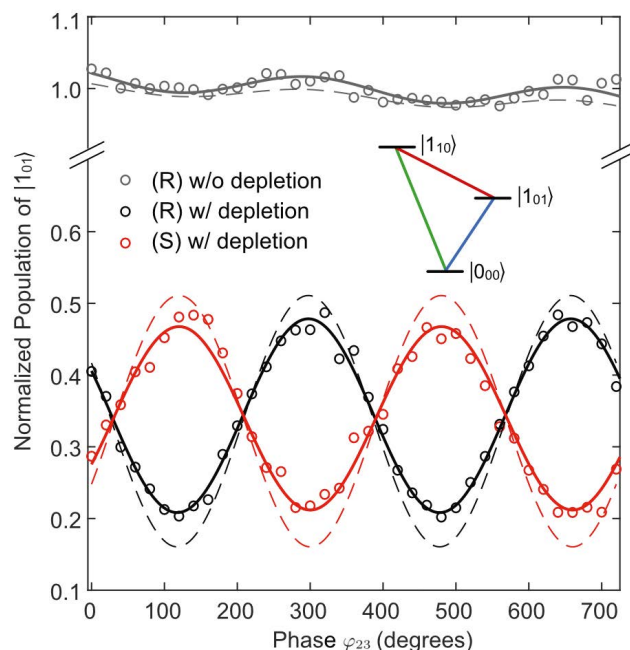 1.1
1.0
0.6
0.5
0.4
0.3
0.2
0.1
Normalized Population of |1₀₁⟩
(R) w/o depletion
(R) w/ depletion
(S) w/ depletion
|1₁₀⟩
|1₀₁⟩
|0₀₀⟩
0 100 200 300 400 500 600 700
Phase φ₂₃ (degrees)